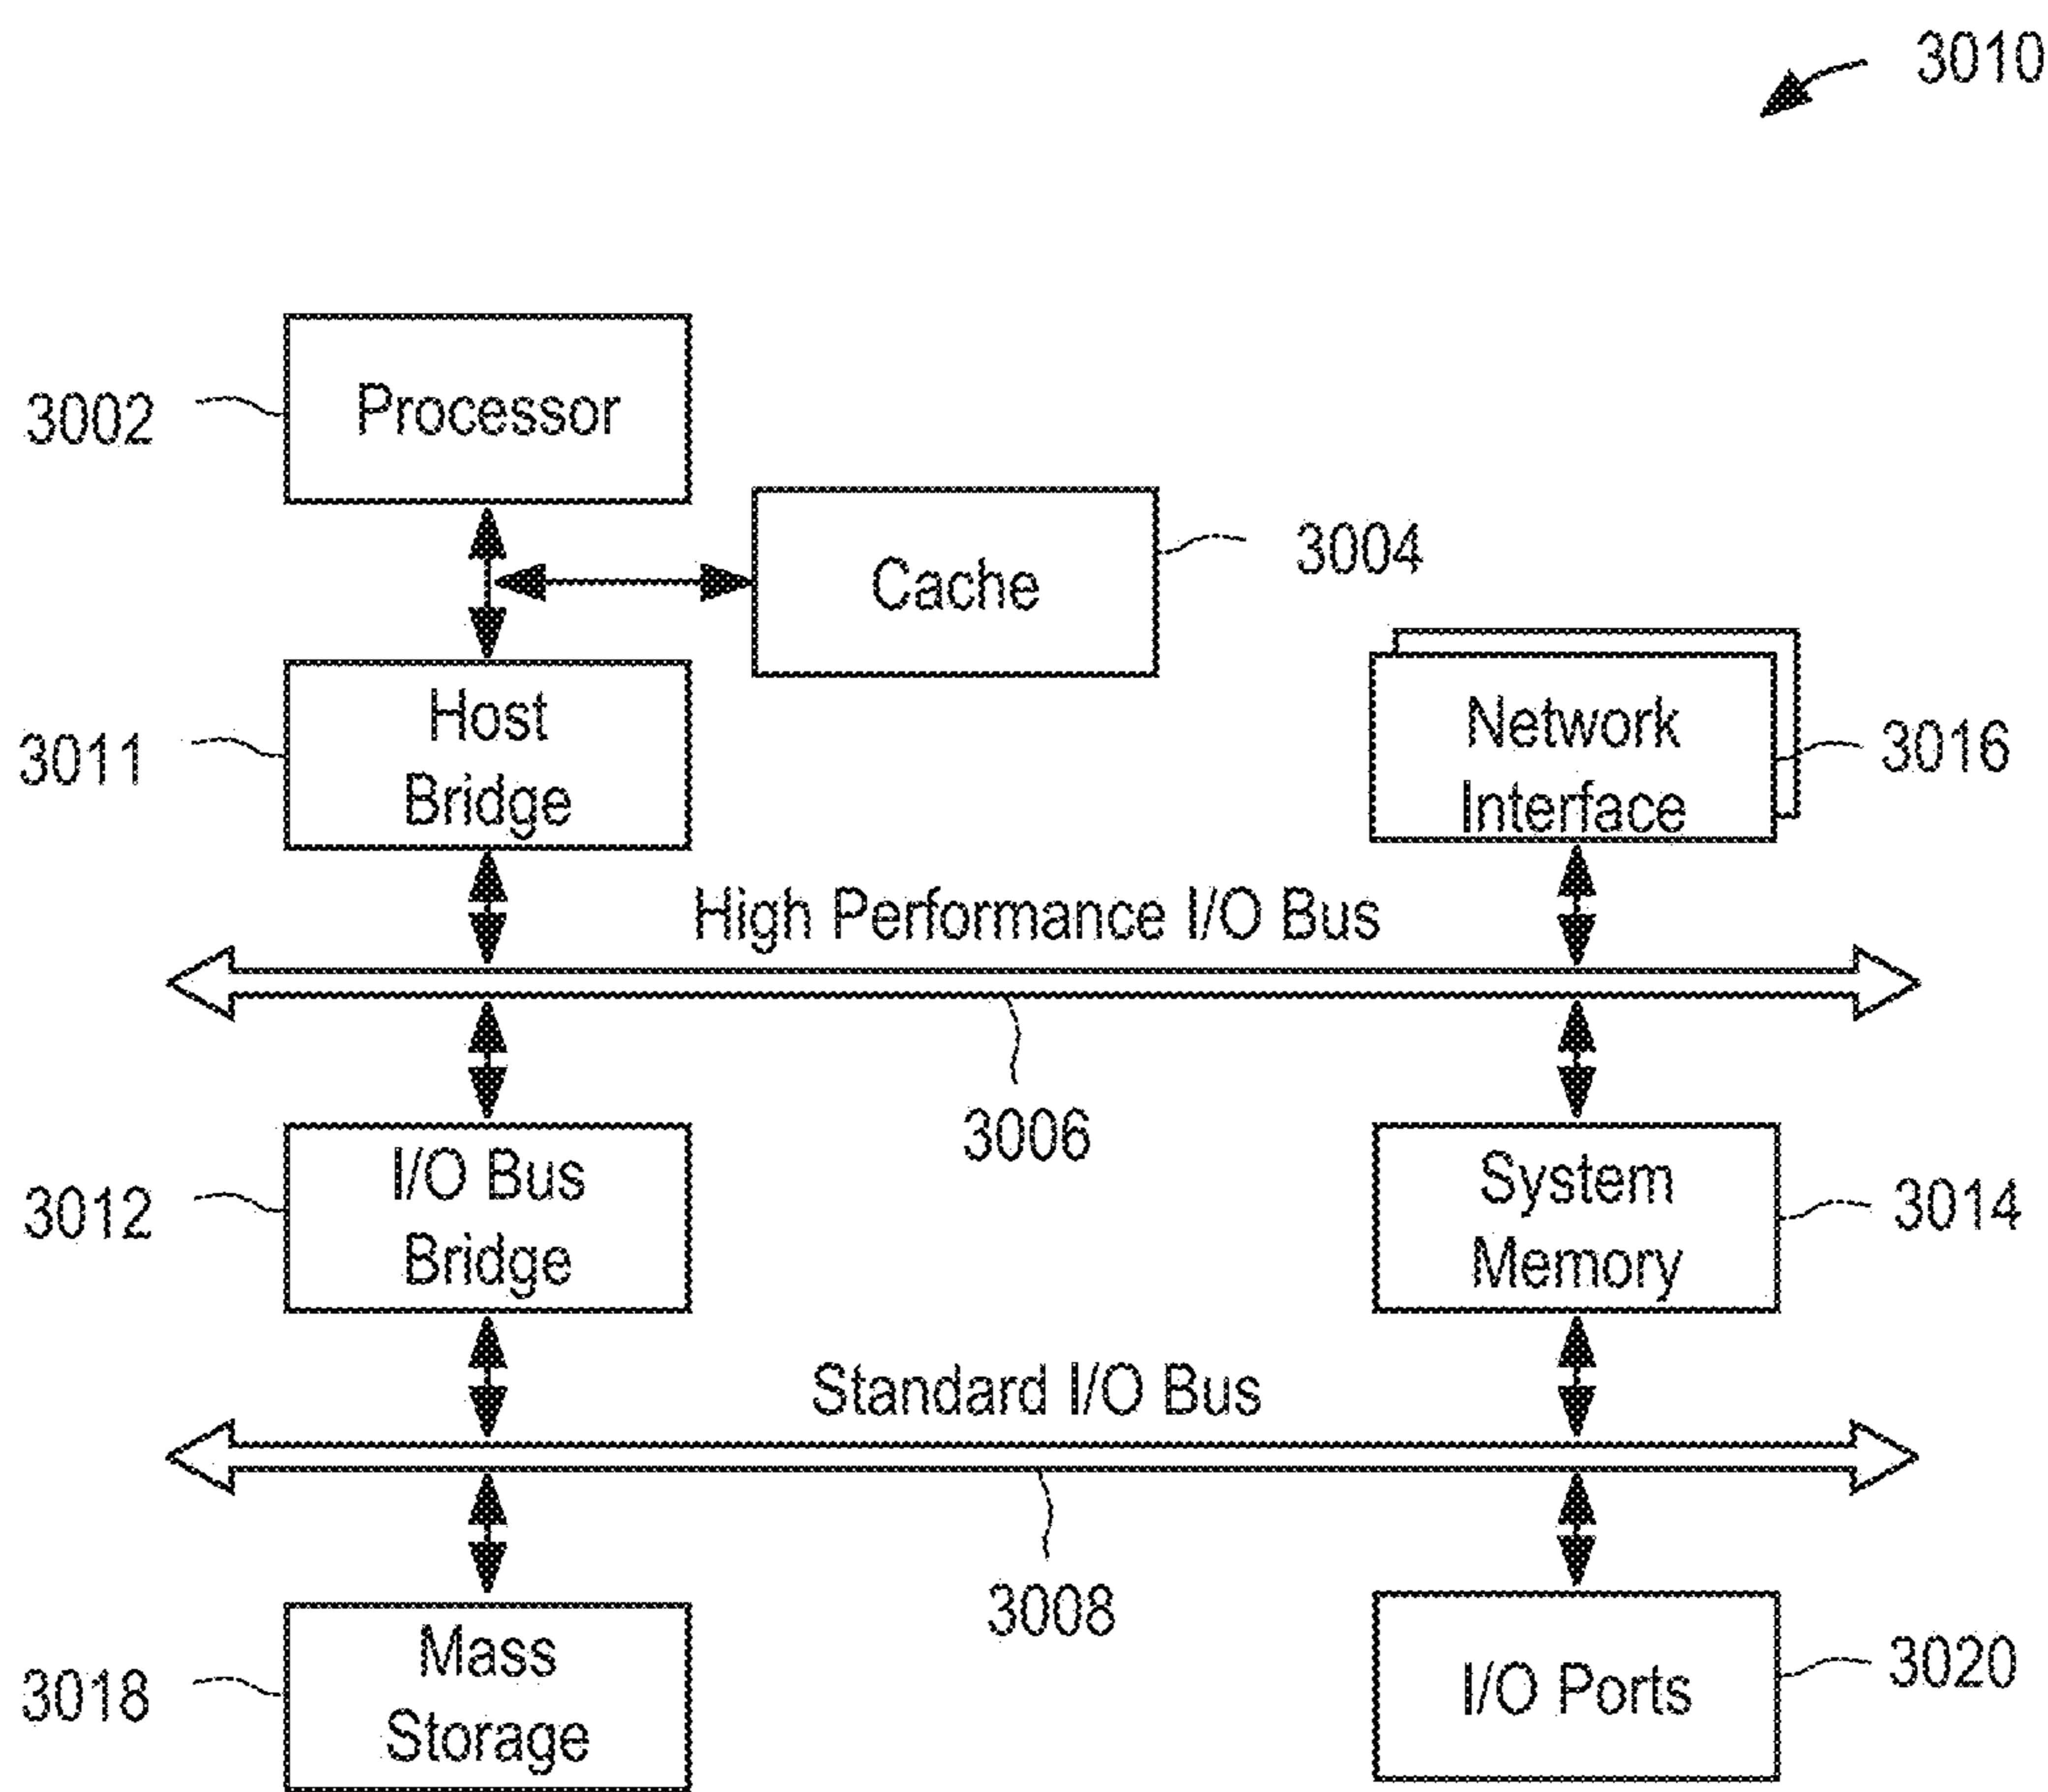 3010
Processor
3002
Cache
3004
Host
Bridge
3011
Network
Interface
3016
High Performance I/O Bus
3006
I/O Bus
Bridge
3012
System
Memory
3014
Standard I/O Bus
3008
Mass
Storage
3018
I/O Ports
3020